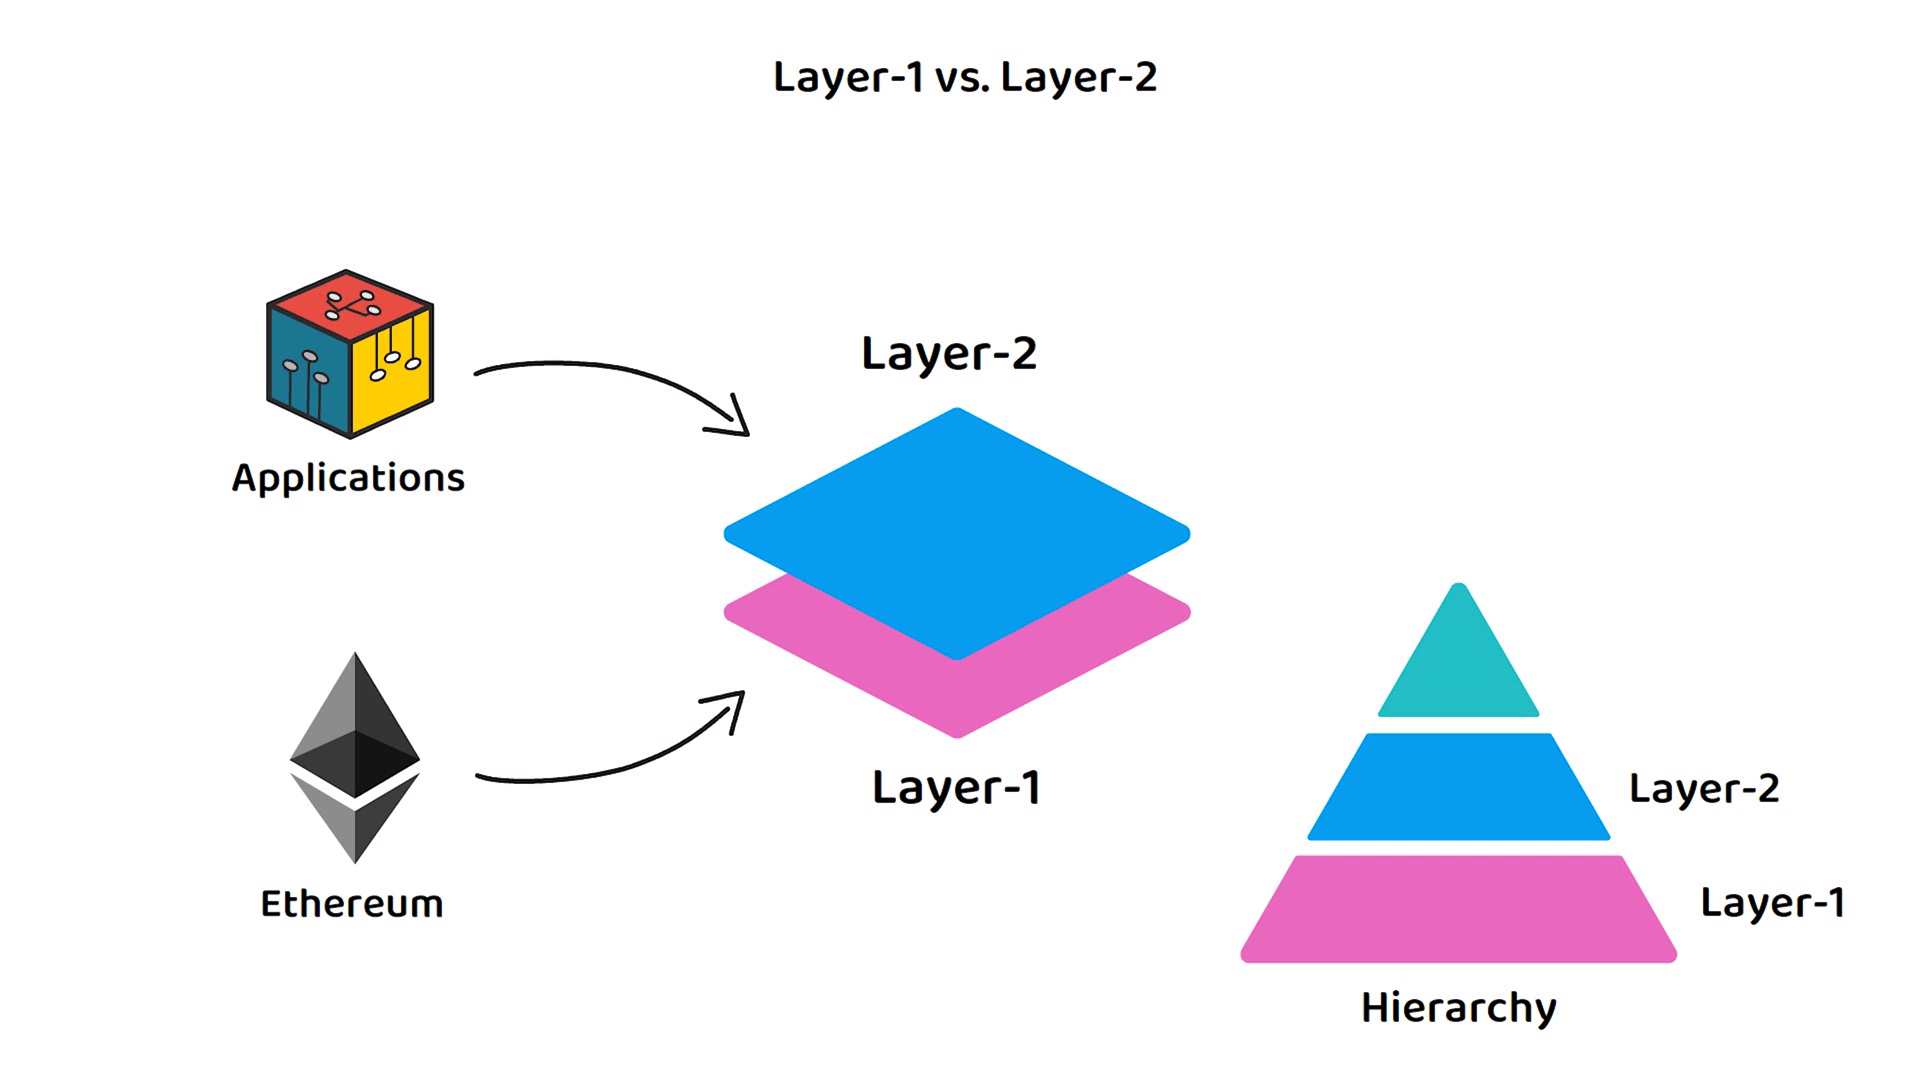 Layer-1 vs. Layer-2
Applications
Ethereum
Layer-2
Layer-1
Layer-2
Layer-1
Hierarchy